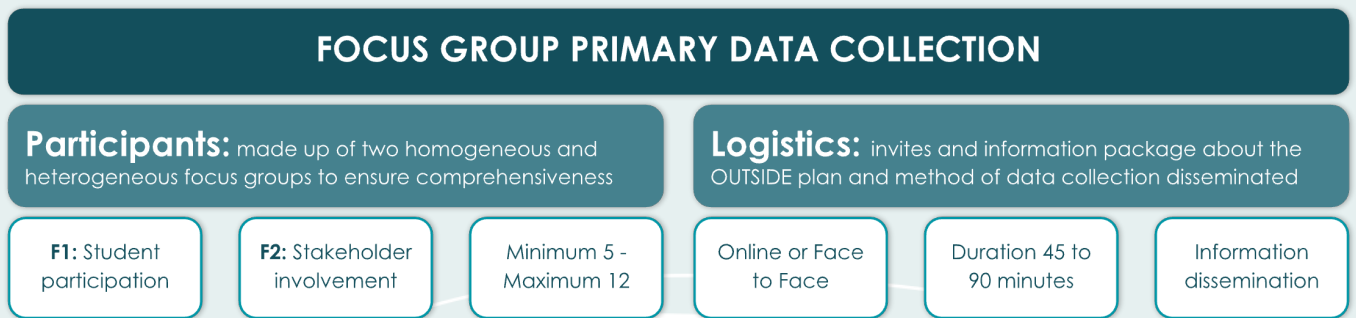 FOCUS GROUP PRIMARY DATA COLLECTION
Participants: made up of two homogeneous and
heterogeneous focus groups to ensure comprehensiveness
Logistics: invites and information package about the
OUTSIDE plan and method of data collection disseminated
F1: Student
participation
F2: Stakeholder
involvement
Minimum 5 -
Maximum 12
Online or Face
to Face
Duration 45 to
90 minutes
Information
dissemination